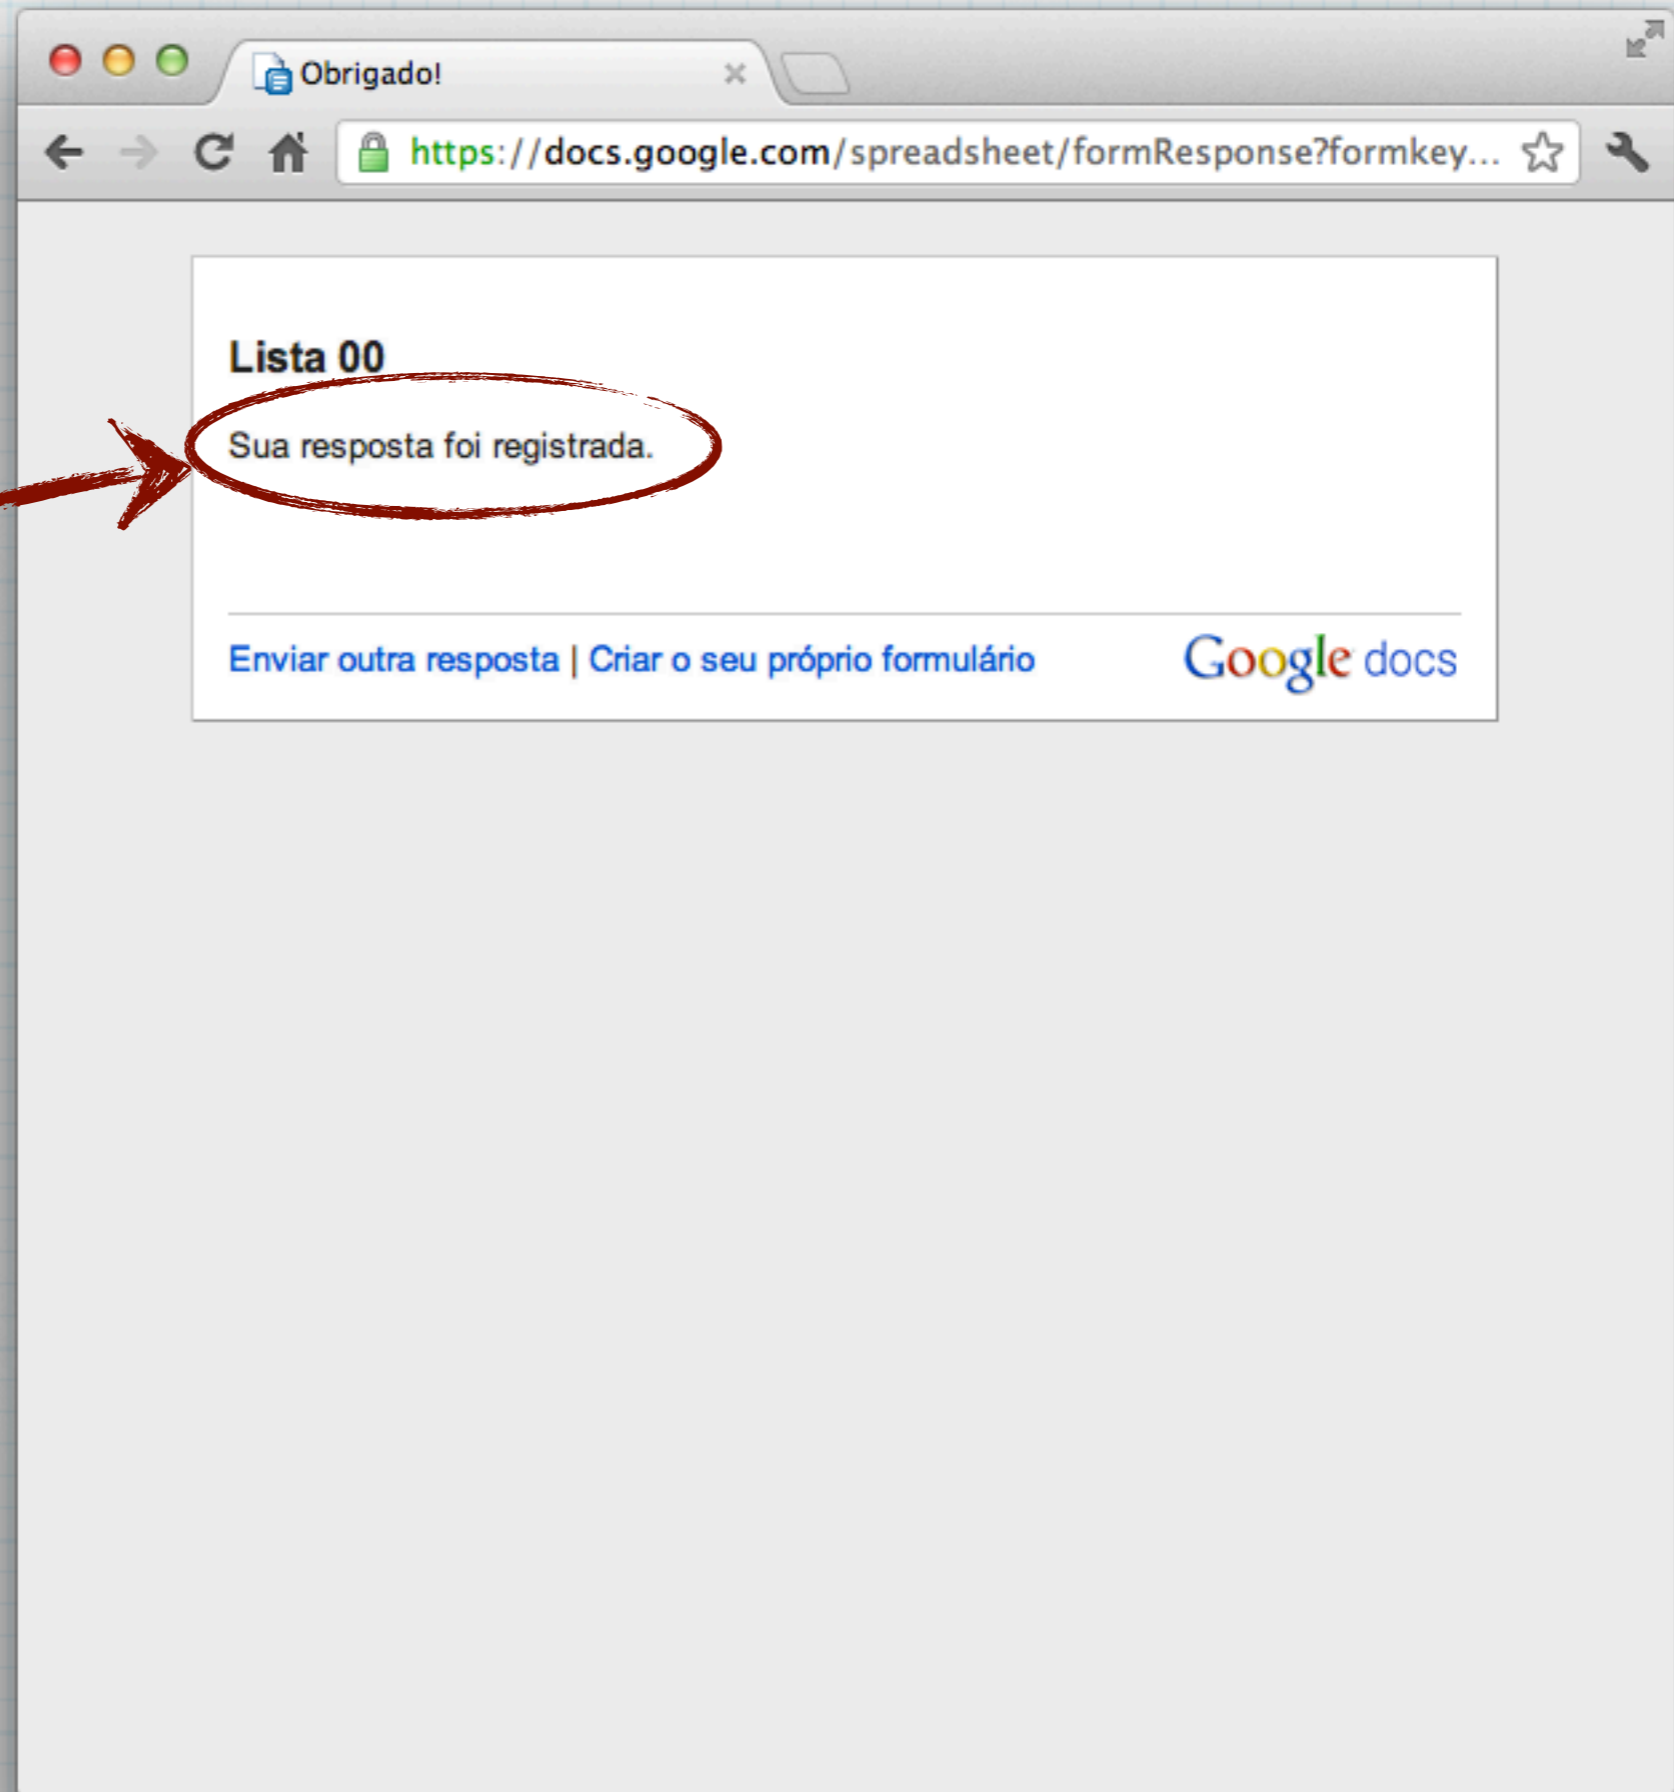 Obrigado!
https://docs.google.com/spreadsheet/formResponse?formkey...
Lista 00
Sua resposta foi registrada.
Enviar outra resposta | Criar o seu próprio formulário
Google docs